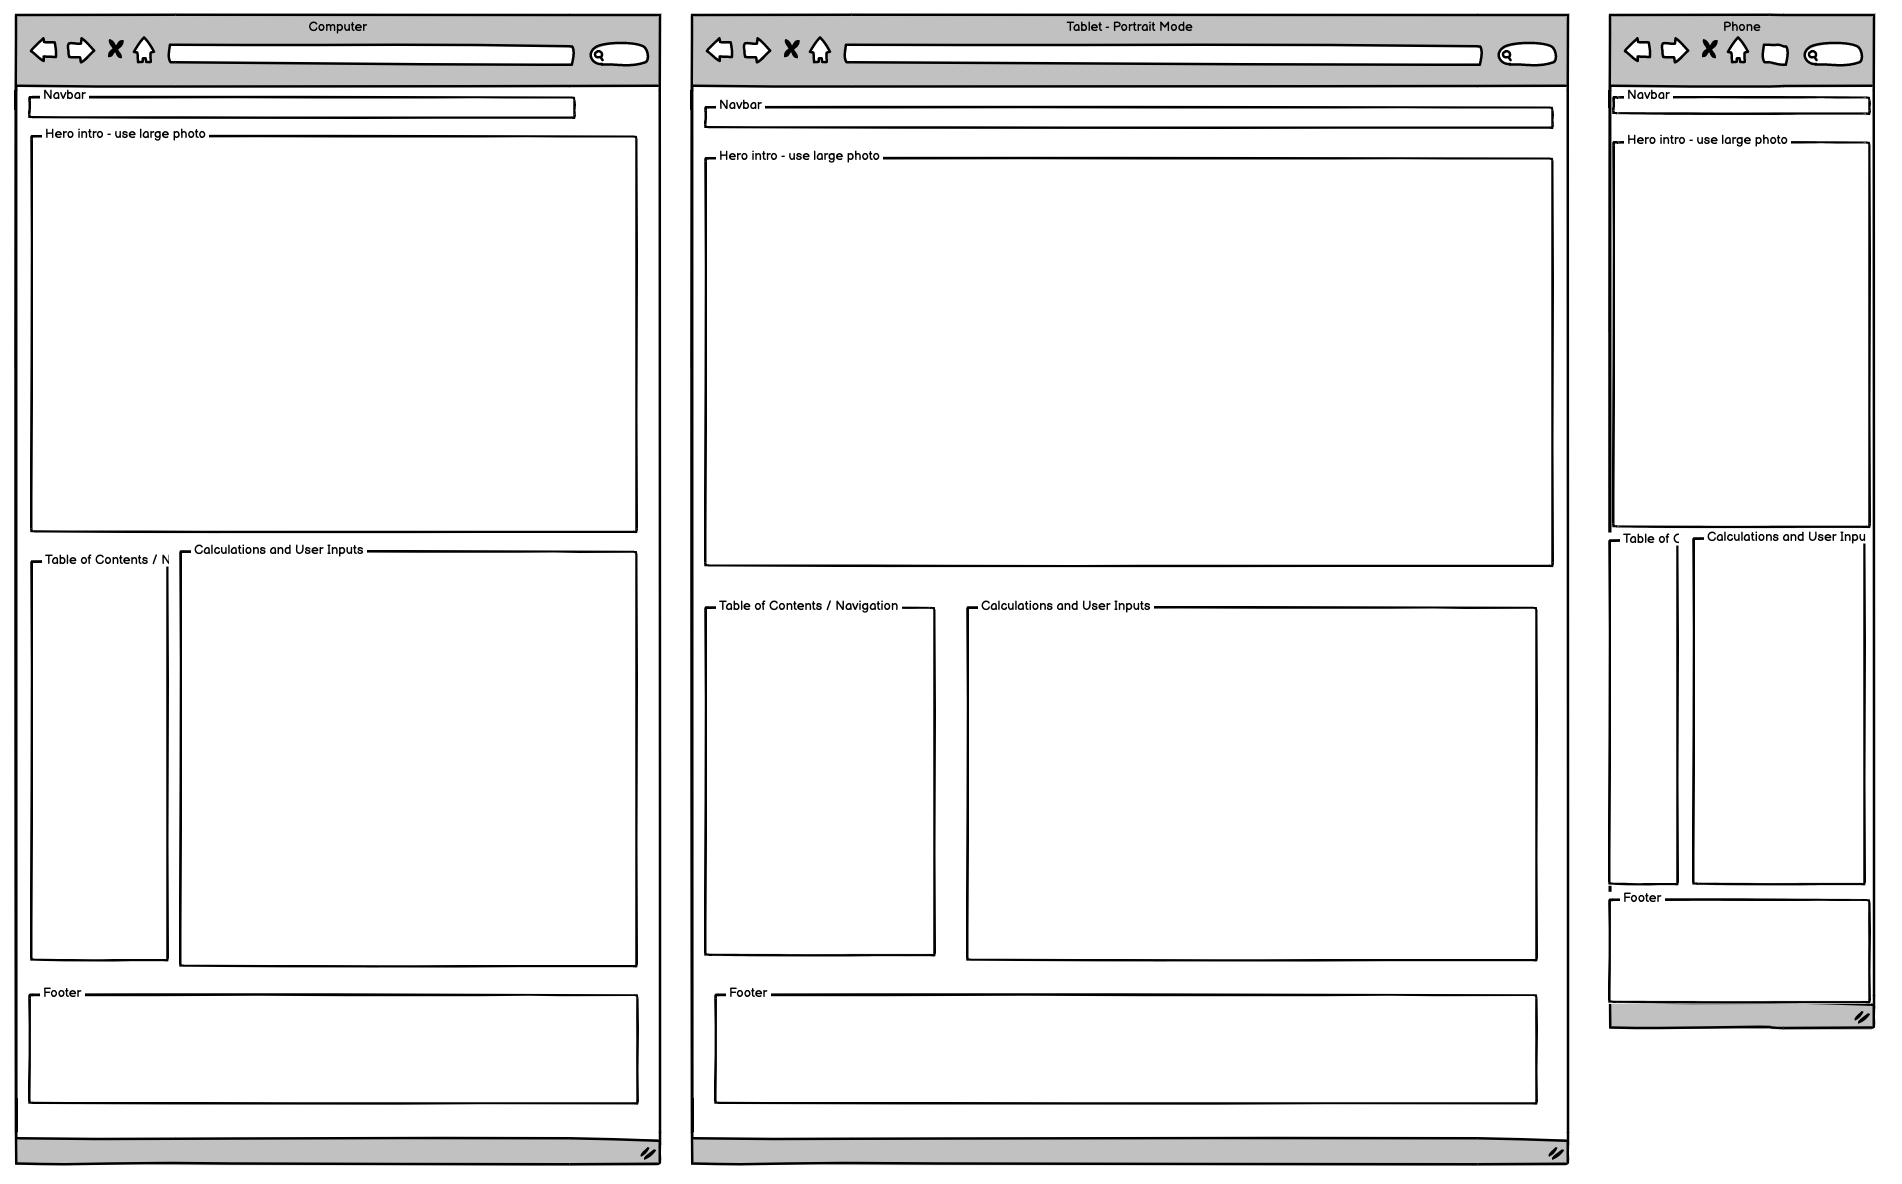 Computer
Navbar
Hero intro - use large photo
Table of Contents / N
Calculations and User Inputs
Footer
Tablet - Portrait Mode
Navbar
Hero intro - use large photo
Table of Contents / Navigation
Calculations and User Inputs
Footer
Phone
Navbar
Hero intro - use large photo
Table of C
Calculations and User Inpu
Footer